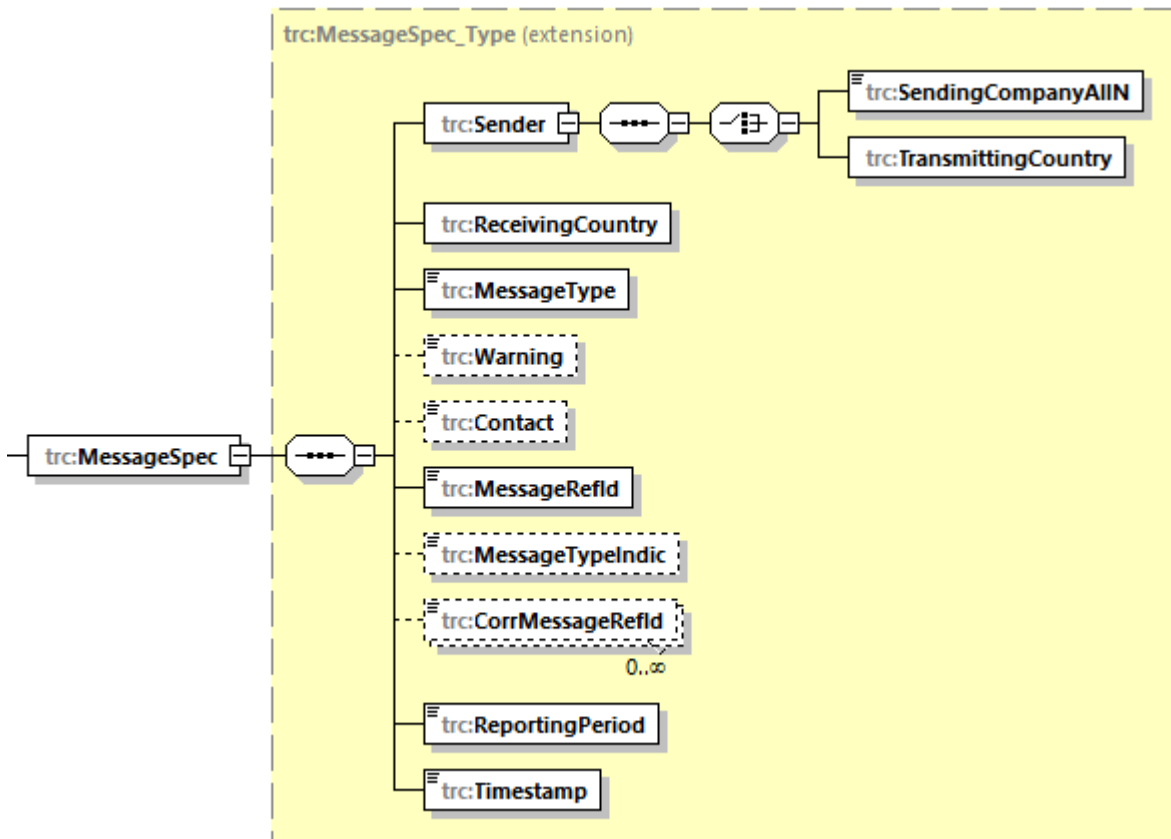 trc:MessageSpec_Type (extension)
trc:Sender
trc:SendingCompanyAIIN
trc:TransmittingCountry
trc:ReceivingCountry
trc:MessageType
trc:Warning
trc:Contact
trc:MessageSpec
trc:MessageRefId
trc:MessageTypeIndic
trc:CorrMessageRefId
0..∞
trc:ReportingPeriod
trc:Timestamp